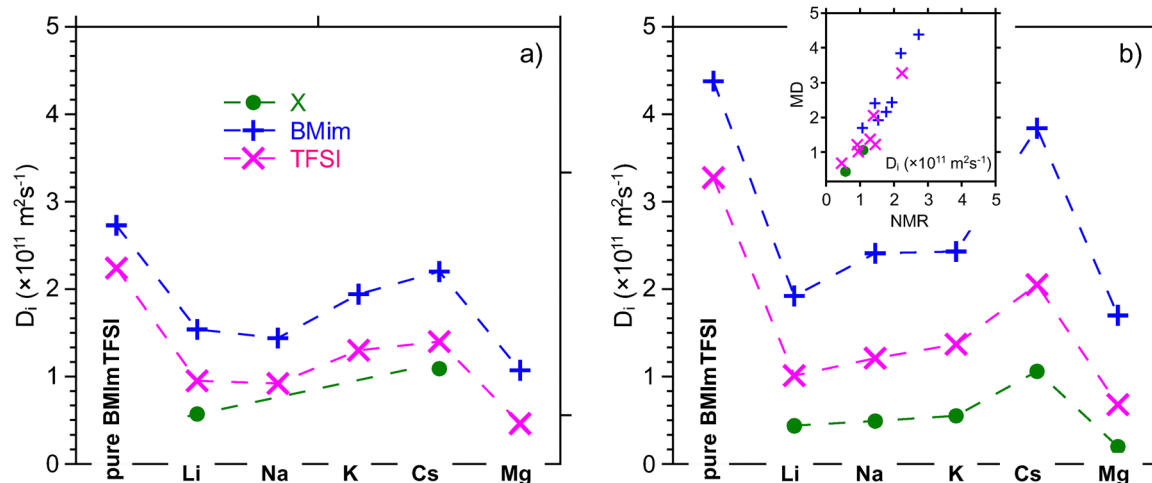 5
4
3
2
1
0
Dᵢ (×10¹¹ m²s⁻¹)
a)
X
BMim
TFSI
pure BMImTFSI
Li
Na
K
Cs
Mg
5
4
3
2
1
0
Dᵢ (×10¹¹ m²s⁻¹)
b)
pure BMImTFSI
Li
Na
K
Cs
Mg
5
4
3
2
1
MD
Dᵢ (×10¹¹ m²s⁻¹)
0 1 2 3 4 5
NMR